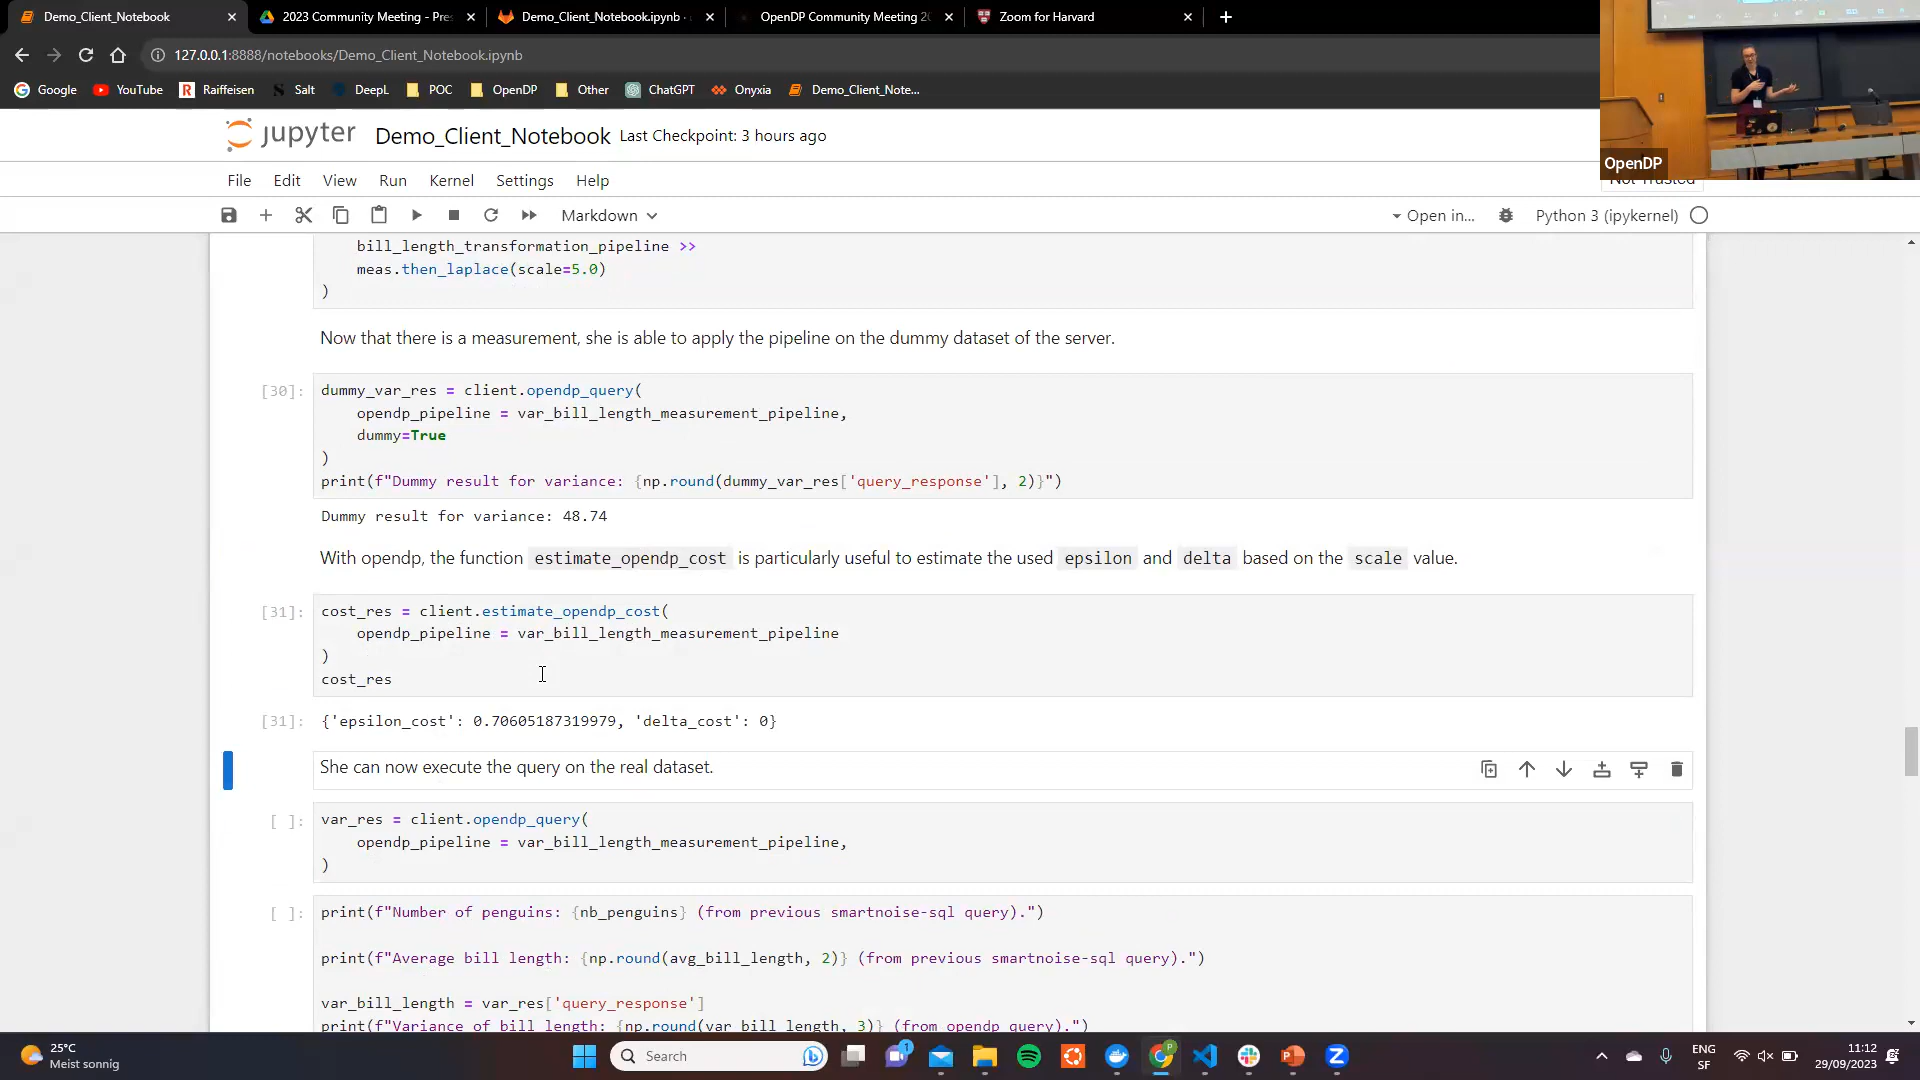 Demo_Client_Notebook
2023 Community Meeting - Pre
Demo_Client_Notebook.ipynb
OpenDP Community Meeting 20
Zoom for Harvard
127.0.0.1:8888/notebooks/Demo_Client_Notebook.ipynb
Google
YouTube
Raiffeisen
Salt
DeepL
POC
OpenDP
Other
ChatGPT
Onyxia
Demo_Client_Note...
OpenDP
jupyter
Demo_Client_Notebook
Last Checkpoint: 3 hours ago
File Edit View Run Kernel Settings Help
Not Trusted
Markdown
Open in...
Python 3 (ipykernel)
bill_length_transformation_pipeline >>
meas.then_laplace(scale=5.0)
)
Now that there is a measurement, she is able to apply the pipeline on the dummy dataset of the server.
[30]: dummy_var_res = client.opendp_query(
opendp_pipeline = var_bill_length_measurement_pipeline,
dummy=True
)
print(f"Dummy result for variance: {np.round(dummy_var_res['query_response'], 2)}")
Dummy result for variance: 48.74
With opendp, the function estimate_opendp_cost is particularly useful to estimate the used epsilon and delta based on the scale value.
[31]: cost_res = client.estimate_opendp_cost(
opendp_pipeline = var_bill_length_measurement_pipeline
)
cost_res
[31]: {'epsilon_cost': 0.70605187319979, 'delta_cost': 0}
She can now execute the query on the real dataset.
[ ]: var_res = client.opendp_query(
opendp_pipeline = var_bill_length_measurement_pipeline,
)
[ ]: print(f"Number of penguins: {nb_penguins} (from previous smartnoise-sql query).")
print(f"Average bill length: {np.round(avg_bill_length, 2)} (from previous smartnoise-sql query).")
var_bill_length = var_res['query_response']
print(f"Variance of bill length: {np.round(var_bill_length, 3)} (from opendp query).")
25°C
Meist sonnig
Search
1
P
ENG
SF
11:12
29/09/2023